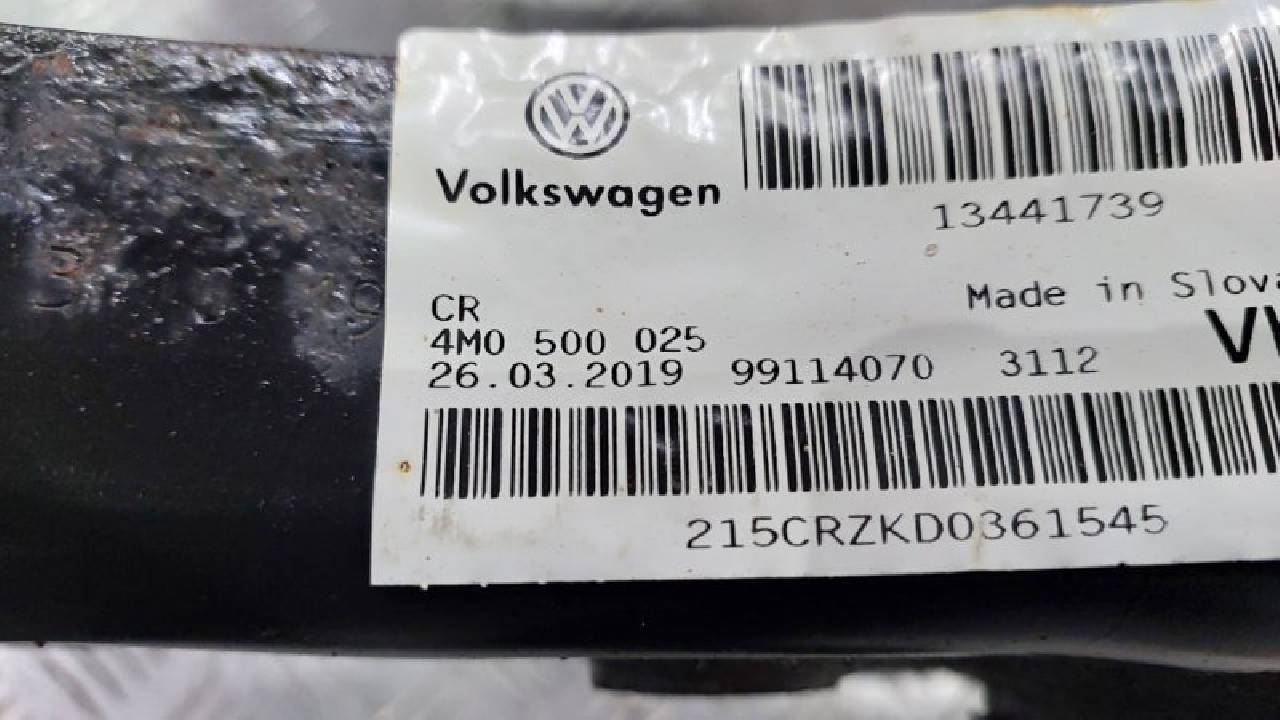 Volkswagen
13441739
Made in Slova
CR
4M0 500 025
26.03.2019 99114070 3112
215CRZKD0361545